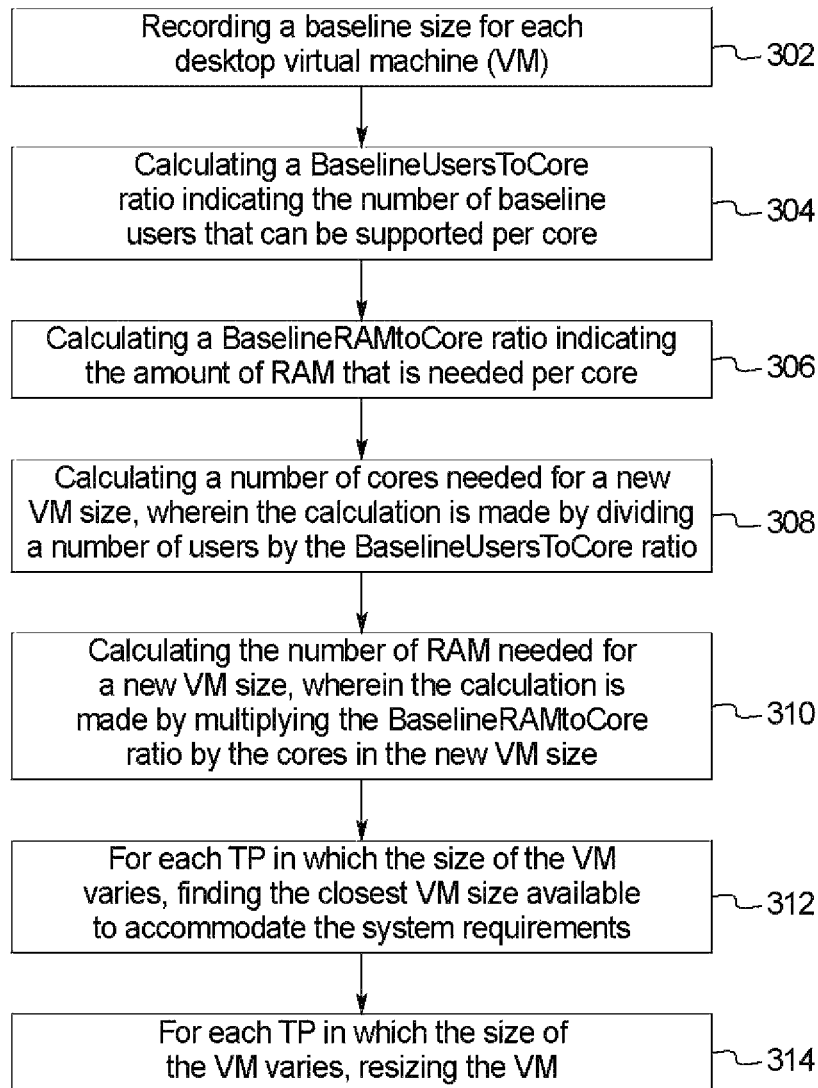 Recording a baseline size for each
desktop virtual machine (VM)
302
Calculating a BaselineUsersToCore
ratio indicating the number of baseline
users that can be supported per core
304
Calculating a BaselineRAMtoCore ratio indicating
the amount of RAM that is needed per core
306
Calculating a number of cores needed for a new
VM size, wherein the calculation is made by dividing
a number of users by the BaselineUsersToCore ratio
308
Calculating the number of RAM needed for
a new VM size, wherein the calculation is
made by multiplying the BaselineRAMtoCore
ratio by the cores in the new VM size
310
For each TP in which the size of the VM
varies, finding the closest VM size available
to accommodate the system requirements
312
For each TP in which the size of
the VM varies, resizing the VM
314